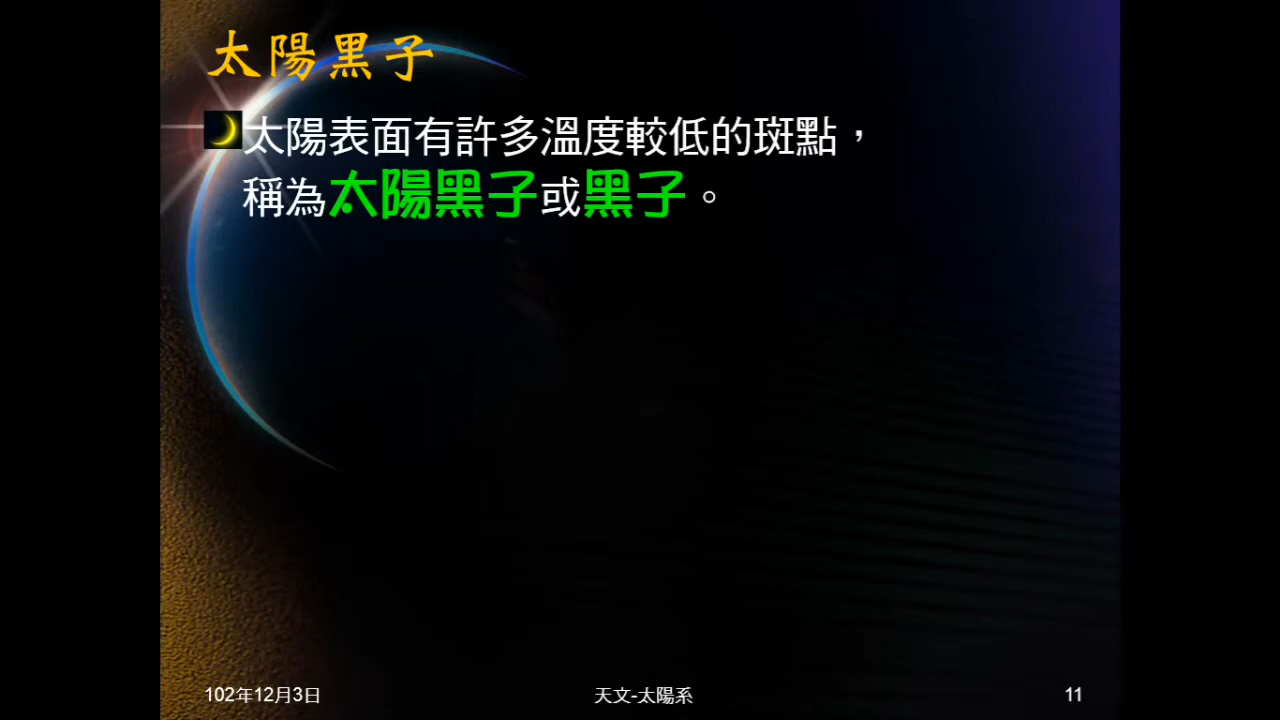 太陽黑子
太陽表面有許多溫度較低的斑點，
稱為太陽黑子或黑子。
102年12月3日
天文-太陽系
11